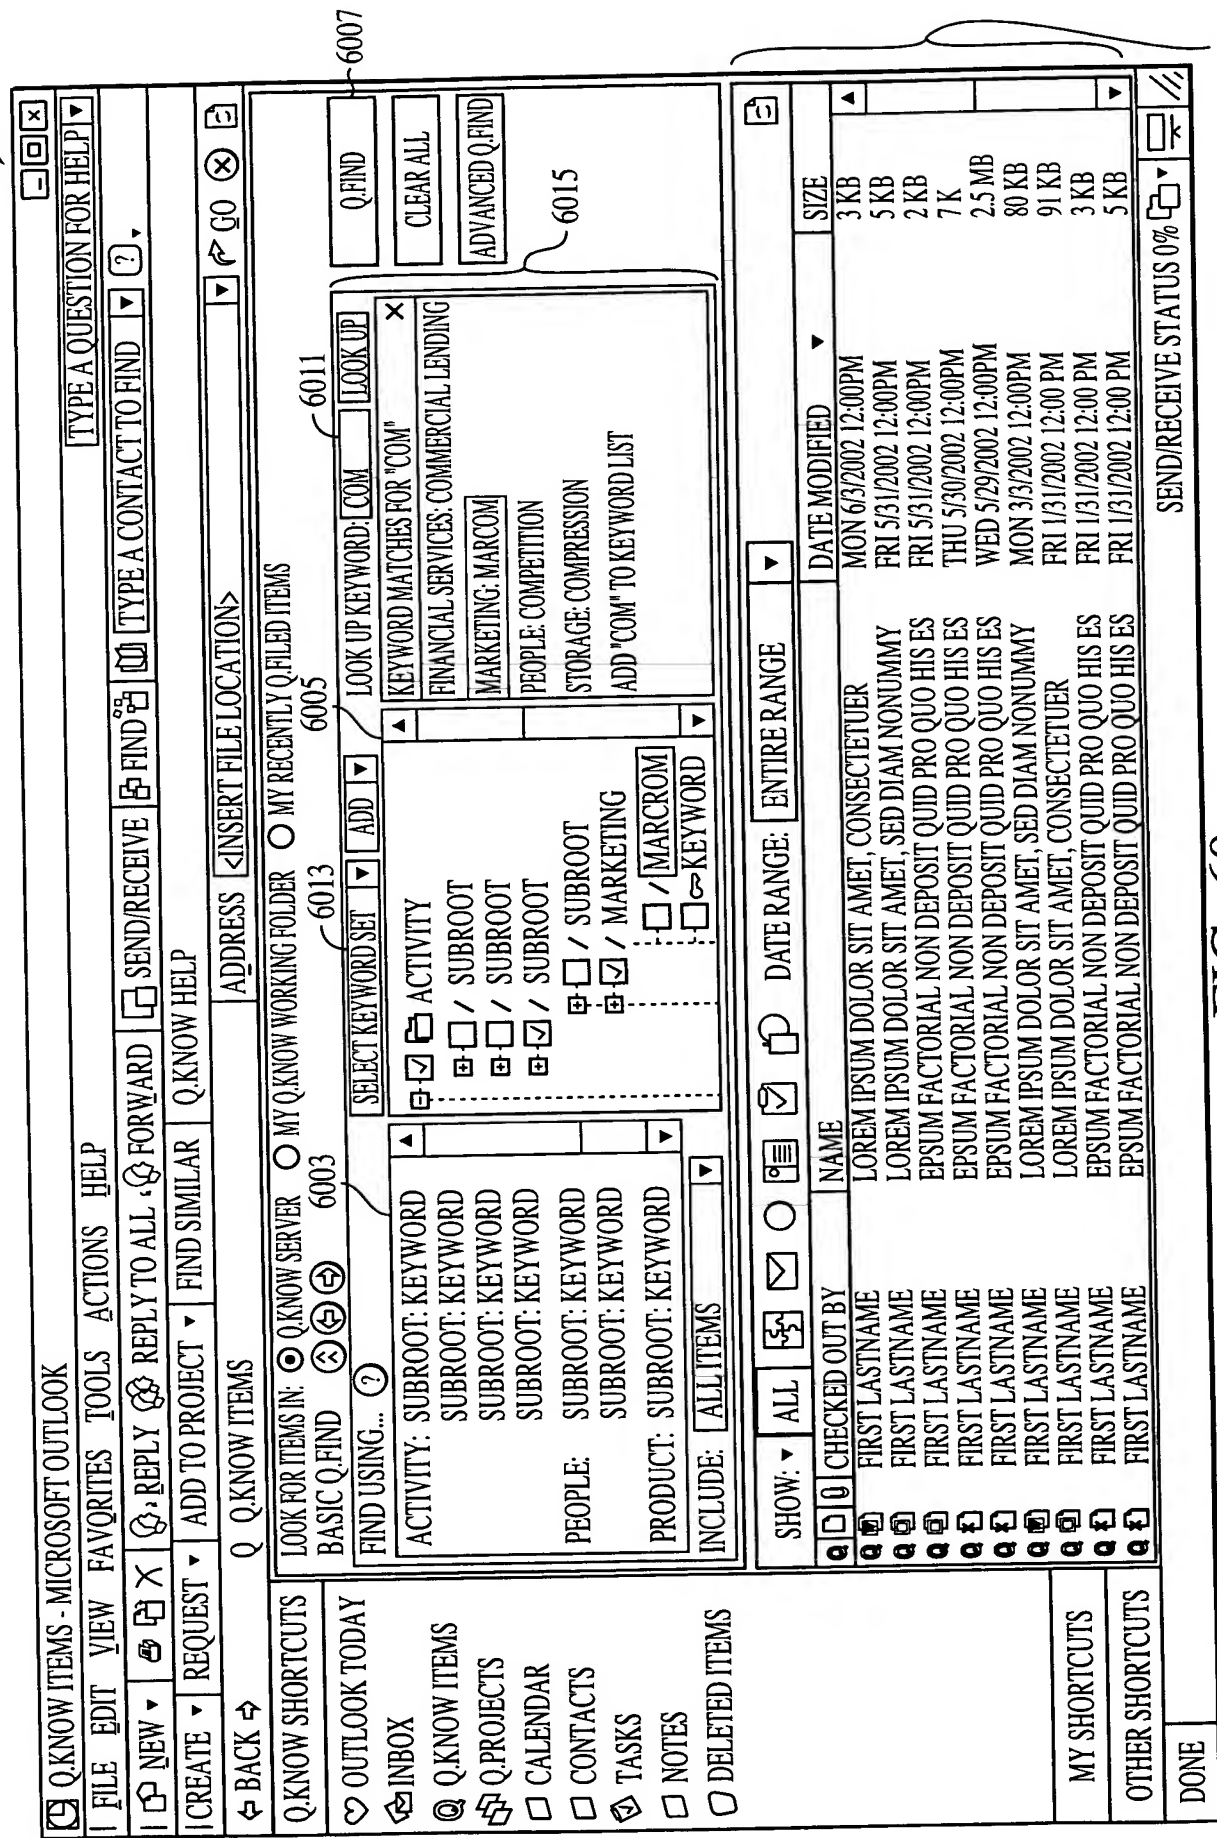 Q.KNOW ITEMS - MICROSOFT OUTLOOK
FILE EDIT VIEW FAVORITES TOOLS ACTIONS HELP
TYPE A QUESTION FOR HELP
NEW REPLY REPLY TO ALL FORWARD SEND/RECEIVE FIND TYPE A CONTACT TO FIND ?
CREATE REQUEST ADD TO PROJECT FIND SIMILAR Q.KNOW HELP
BACK Q Q.KNOW ITEMS ADDRESS <INSERT FILE LOCATION> GO
Q.KNOW SHORTCUTS
OUTLOOK TODAY
INBOX
Q.KNOW ITEMS
Q.PROJECTS
CALENDAR
CONTACTS
TASKS
NOTES
DELETED ITEMS
MY SHORTCUTS
OTHER SHORTCUTS
DONE
LOOK FOR ITEMS IN: Q.KNOW SERVER MY Q.KNOW WORKING FOLDER MY RECENTLY Q.FILED ITEMS
BASIC Q.FIND
6003
6013
6005
6011
6007
FIND USING... ?
SELECT KEYWORD SET ADD
LOOK UP KEYWORD: COM LOOK UP
Q.FIND
CLEAR ALL
ADVANCED Q.FIND
6015
ACTIVITY: SUBROOT: KEYWORD
SUBROOT: KEYWORD
SUBROOT: KEYWORD
SUBROOT: KEYWORD
PEOPLE: SUBROOT: KEYWORD
SUBROOT: KEYWORD
PRODUCT: SUBROOT: KEYWORD
INCLUDE: ALL ITEMS
ACTIVITY
SUBROOT
SUBROOT
SUBROOT
SUBROOT
MARKETING
MARCROM
KEYWORD
KEYWORD MATCHES FOR "COM" X
FINANCIAL SERVICES: COMMERCIAL LENDING
MARKETING: MARCOM
PEOPLE: COMPETITION
STORAGE: COMPRESSION
ADD "COM" TO KEYWORD LIST
SHOW: ALL DATE RANGE: ENTIRE RANGE
Q CHECKED OUT BY NAME DATE MODIFIED SIZE
Q FIRST LASTNAME LOREM IPSUM DOLOR SIT AMET, CONSECTETUER MON 6/3/2002 12:00PM 3 KB
Q FIRST LASTNAME LOREM IPSUM DOLOR SIT AMET, SED DIAM NONUMMY FRI 5/31/2002 12:00PM 5 KB
Q FIRST LASTNAME EPSUM FACTORIAL NON DEPOSIT QUID PRO QUO HIS ES FRI 5/31/2002 12:00PM 2 KB
Q FIRST LASTNAME EPSUM FACTORIAL NON DEPOSIT QUID PRO QUO HIS ES THU 5/30/2002 12:00PM 7 K
Q FIRST LASTNAME EPSUM FACTORIAL NON DEPOSIT QUID PRO QUO HIS ES WED 5/29/2002 12:00PM 2.5 MB
Q FIRST LASTNAME LOREM IPSUM DOLOR SIT AMET, SED DIAM NONUMMY MON 3/3/2002 12:00PM 80 KB
Q FIRST LASTNAME LOREM IPSUM DOLOR SIT AMET, CONSECTETUER FRI 1/31/2002 12:00 PM 91 KB
Q FIRST LASTNAME EPSUM FACTORIAL NON DEPOSIT QUID PRO QUO HIS ES FRI 1/31/2002 12:00 PM 3 KB
Q FIRST LASTNAME EPSUM FACTORIAL NON DEPOSIT QUID PRO QUO HIS ES FRI 1/31/2002 12:00 PM 5 KB
SEND/RECEIVE STATUS 0%